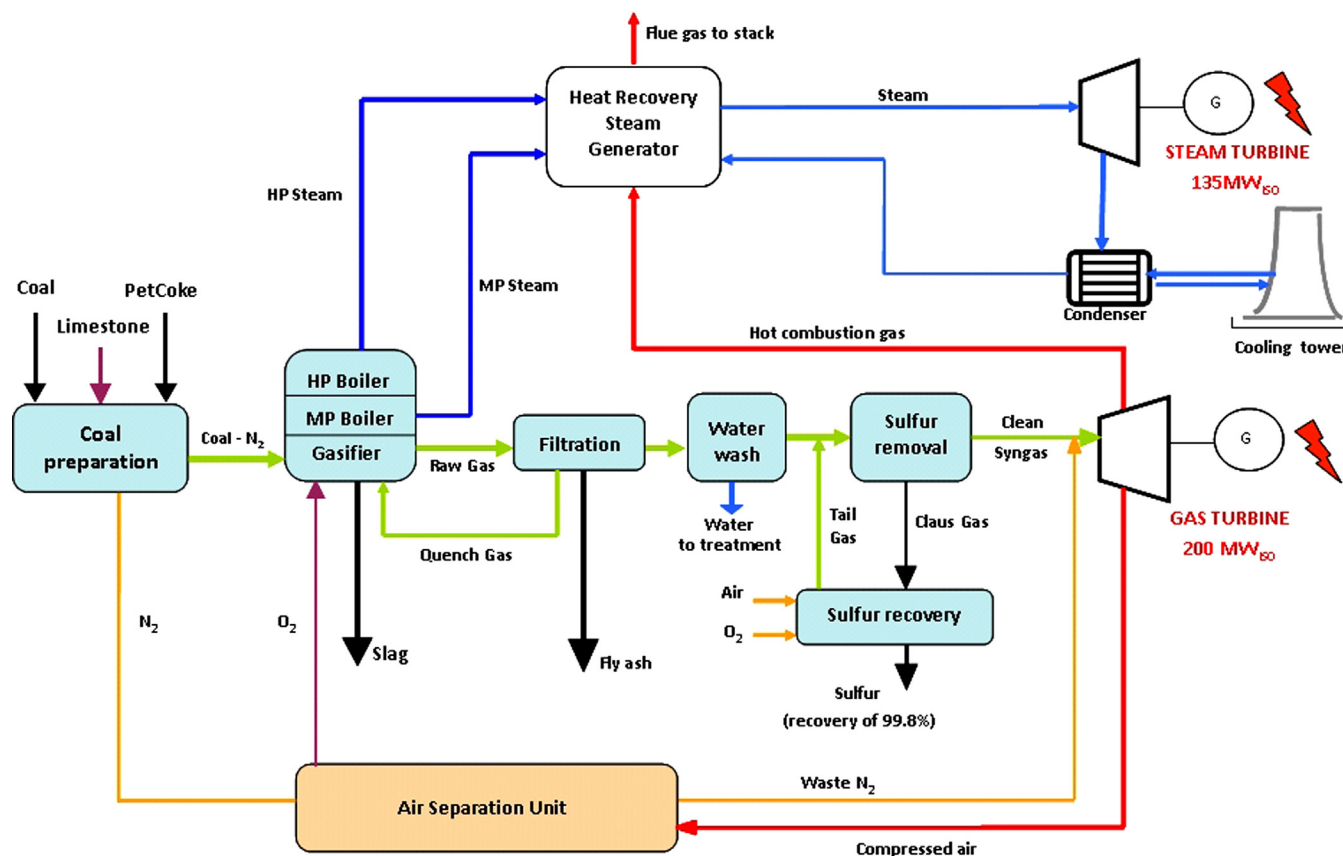 Flue gas to stack
Heat Recovery
Steam
Generator
Steam
G
STEAM TURBINE
135MW_ISO
HP Steam
MP Steam
Condenser
Cooling tower
Hot combustion gas
Coal
PetCoke
Limestone
Coal
preparation
Coal - N₂
HP Boiler
MP Boiler
Gasifier
Raw Gas
Filtration
Quench Gas
Water
wash
Water
to treatment
Sulfur
removal
Clean
Syngas
G
GAS TURBINE
200 MW_ISO
Tail
Gas
Claus Gas
Air
O₂
Sulfur recovery
Sulfur
(recovery of 99.8%)
N₂
O₂
Slag
Fly ash
Air Separation Unit
Waste N₂
Compressed air